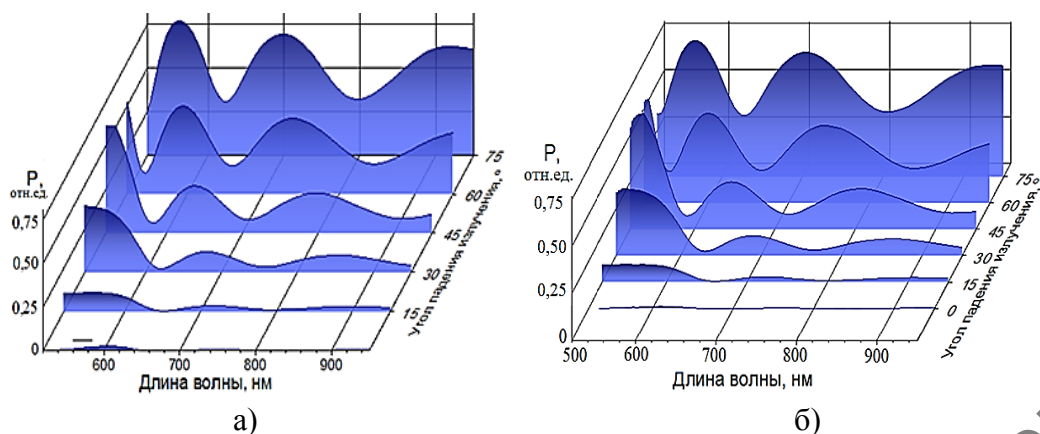 P,
отн.ед.
0,75
0,50
0,25
0
600
700
800
900
Длина волны, нм
15
30
45
60
75
Угол падения излучения,°
а)
P,
отн.ед.
0,75
0,50
0,25
0
500
600
700
800
900
Длина волны, нм
0
15
30
45
60
75°
Угол падения излучения,
б)